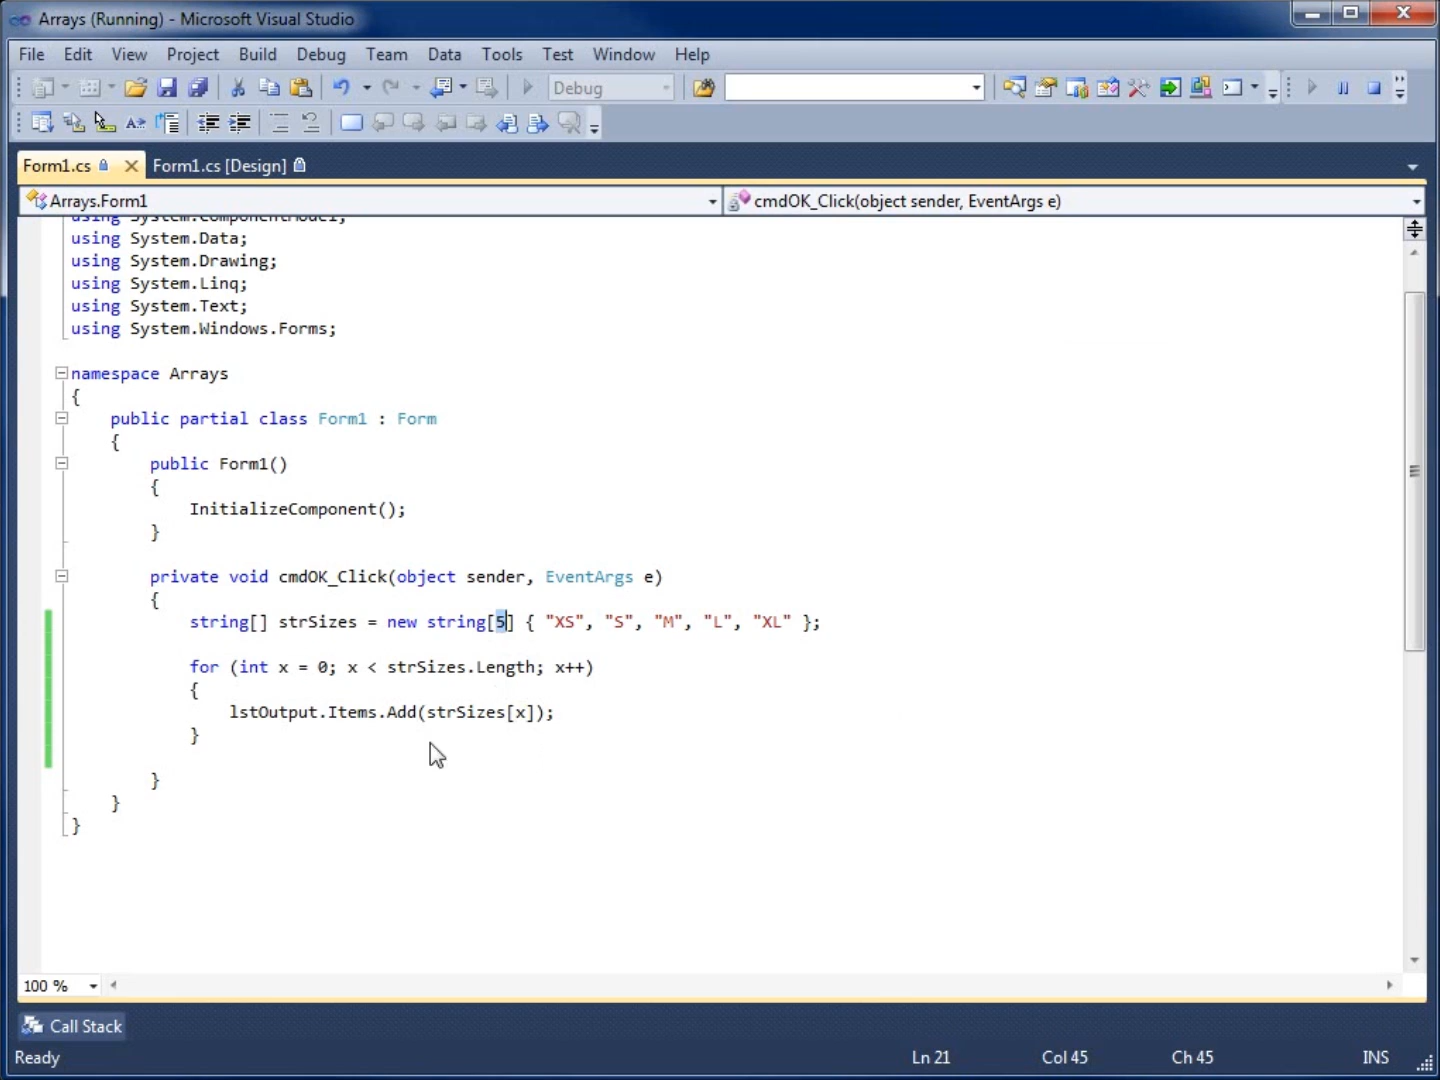 Arrays (Running) - Microsoft Visual Studio
File Edit View Project Build Debug Team Data Tools Test Window Help
Debug
Form1.cs Form1.cs [Design]
Arrays.Form1 cmdOK_Click(object sender, EventArgs e)
using System.ComponentModel;
using System.Data;
using System.Drawing;
using System.Linq;
using System.Text;
using System.Windows.Forms;
namespace Arrays
{
public partial class Form1 : Form
{
public Form1()
{
InitializeComponent();
}
private void cmdOK_Click(object sender, EventArgs e)
{
string[] strSizes = new string[5] { "XS", "S", "M", "L", "XL" };
for (int x = 0; x < strSizes.Length; x++)
{
lstOutput.Items.Add(strSizes[x]);
}
}
}
}
100 %
Call Stack
Ready Ln 21 Col 45 Ch 45 INS